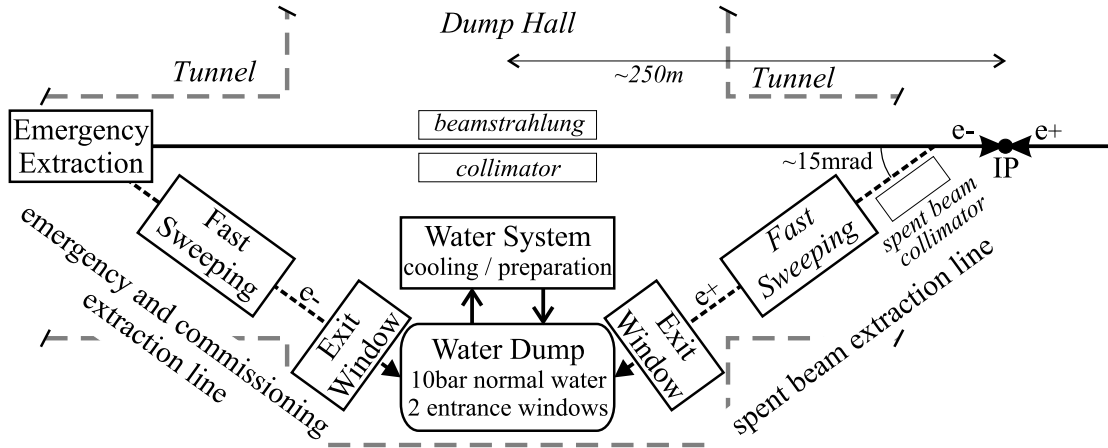 Dump Hall
Tunnel
~250m
Tunnel
Emergency
Extraction
beamstrahlung
collimator
e-
e+
IP
~15mrad
Fast
Sweeping
Fast
Sweeping
spent beam
collimator
Water System
cooling / preparation
e-
e+
Exit
Window
Exit
Window
Water Dump
10bar normal water
2 entrance windows
emergency and commissioning
extraction line
spent beam extraction line